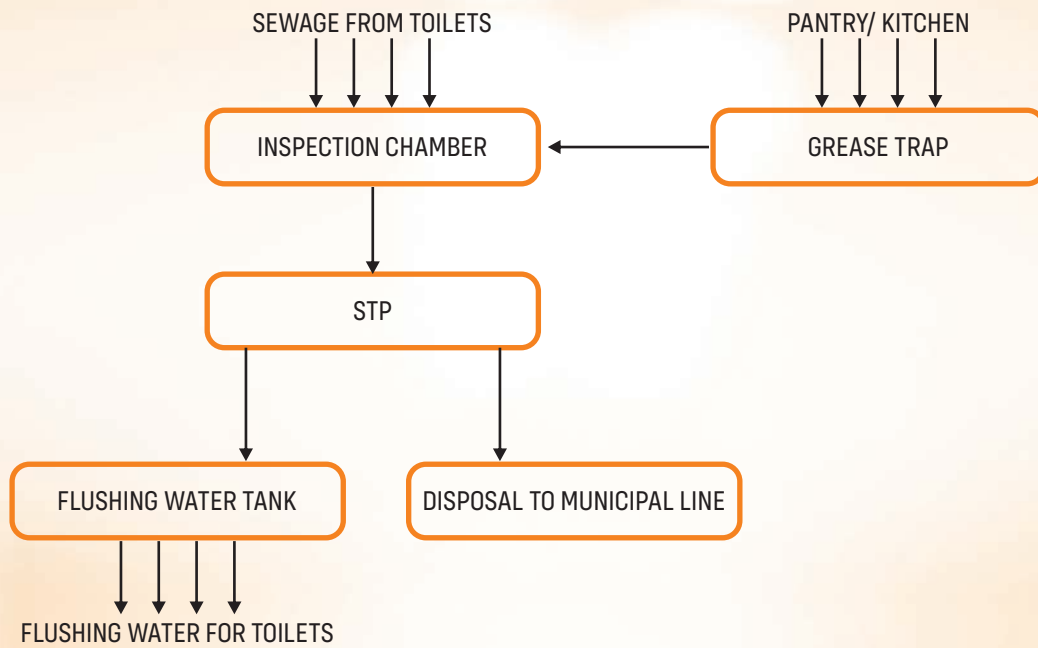 SEWAGE FROM TOILETS
PANTRY/ KITCHEN
INSPECTION CHAMBER
GREASE TRAP
STP
FLUSHING WATER TANK
DISPOSAL TO MUNICIPAL LINE
FLUSHING WATER FOR TOILETS